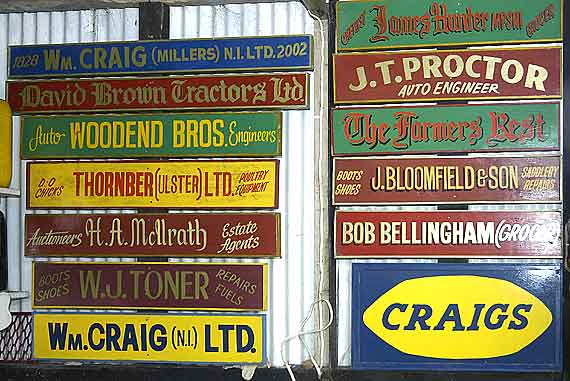 1828 WM. CRAIG (MILLERS) N.I. LTD. 2002
David Brown Tractors Ltd
Auto WOODEND BROS. Engineers
D-O CHICKS THORNBER (ULSTER) LTD. POULTRY EQUIPMENT
Auctioneers H.A. McIlrath Estate Agents
BOOTS SHOES W.J. TONER REPAIRS FUELS
WM. CRAIG (N.I.) LTD.
James Hunter MPSNI
J.T. PROCTOR
AUTO ENGINEER
The Farmers Rest
BOOTS SHOES J. BLOOMFIELD & SON SADDLERY REPAIRS
BOB BELLINGHAM (GROCER)
CRAIGS